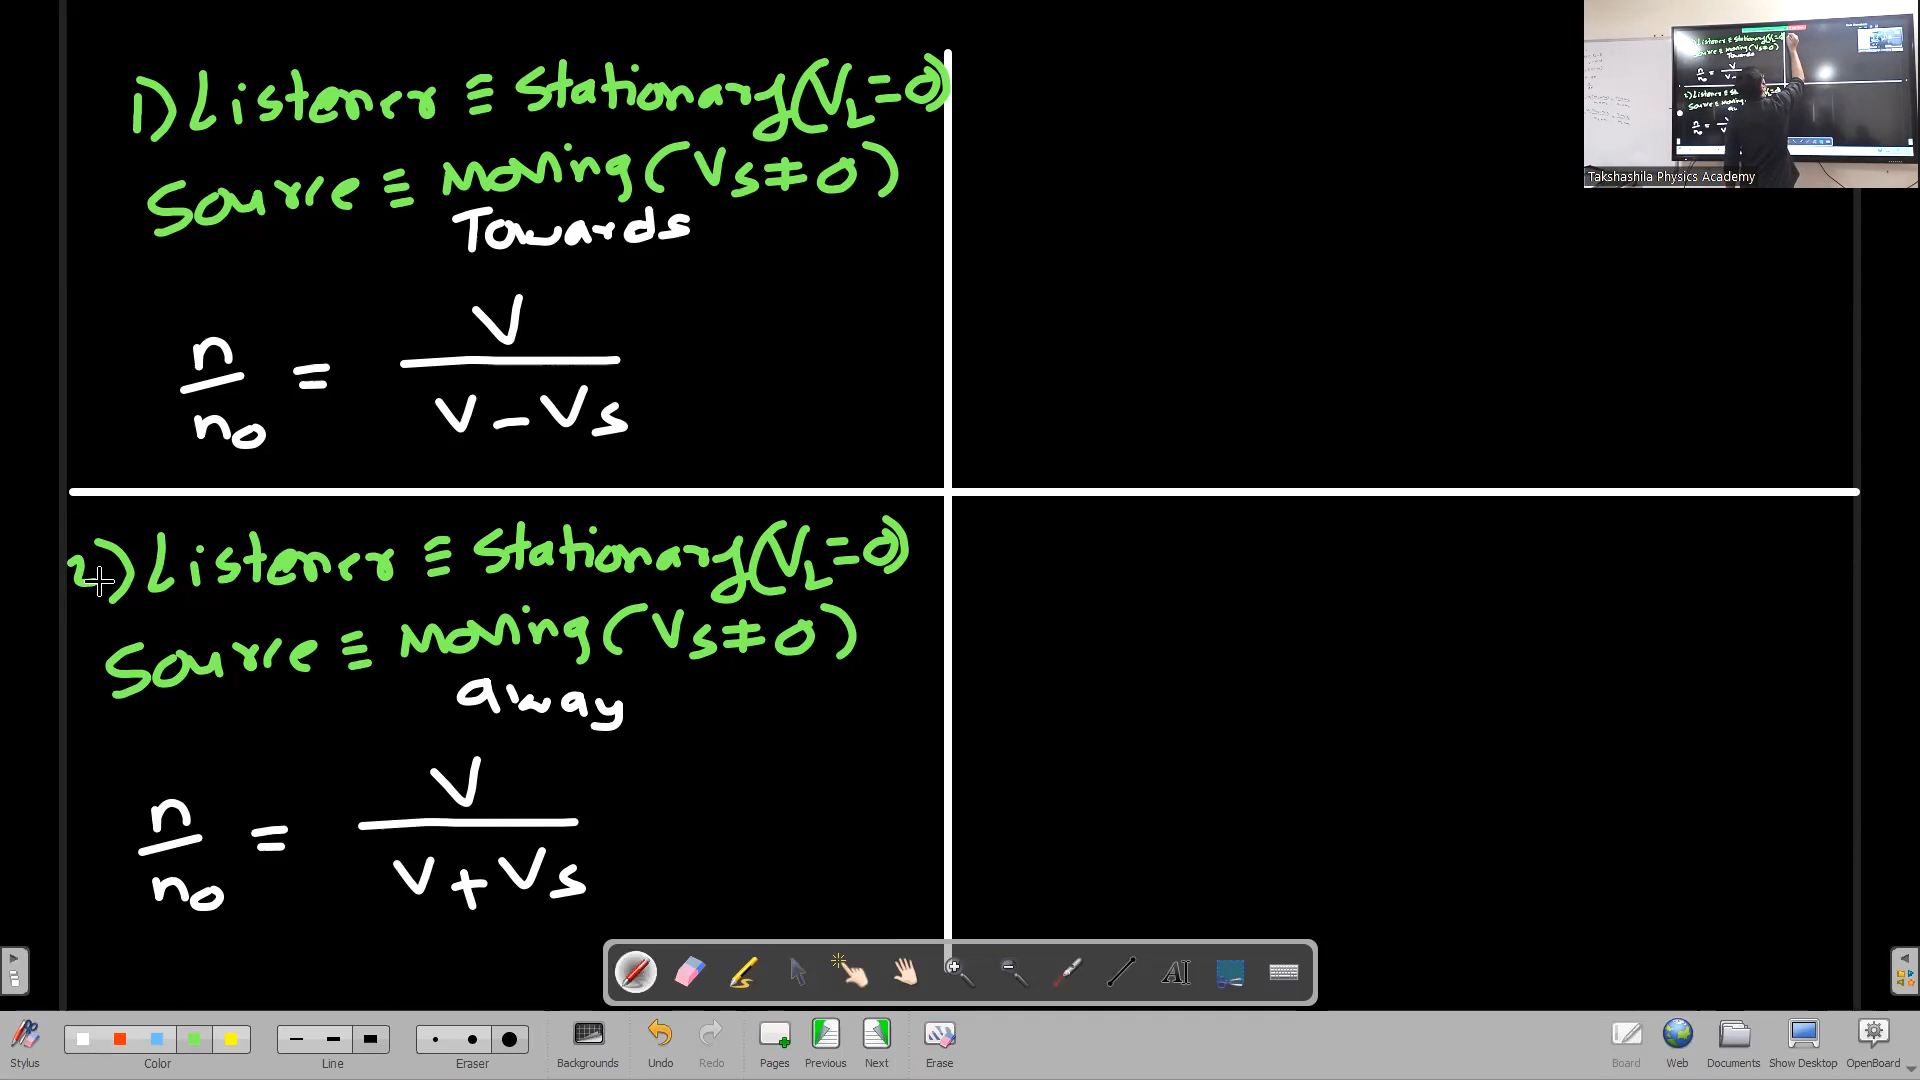 1) Listener ≡ Stationary (VL = 0)
Source ≡ moving (Vs ≠ 0)
Towards
n/n0 = V/(V - Vs)
2) Listener ≡ Stationary (VL = 0)
Source ≡ moving (Vs ≠ 0)
away
n/n0 = V/(V + Vs)
Takshashila Physics Academy
Stylus
Color
Line
Eraser
Backgrounds
Undo
Redo
Pages
Previous
Next
Erase
Board
Web
Documents
Show Desktop
OpenBoard